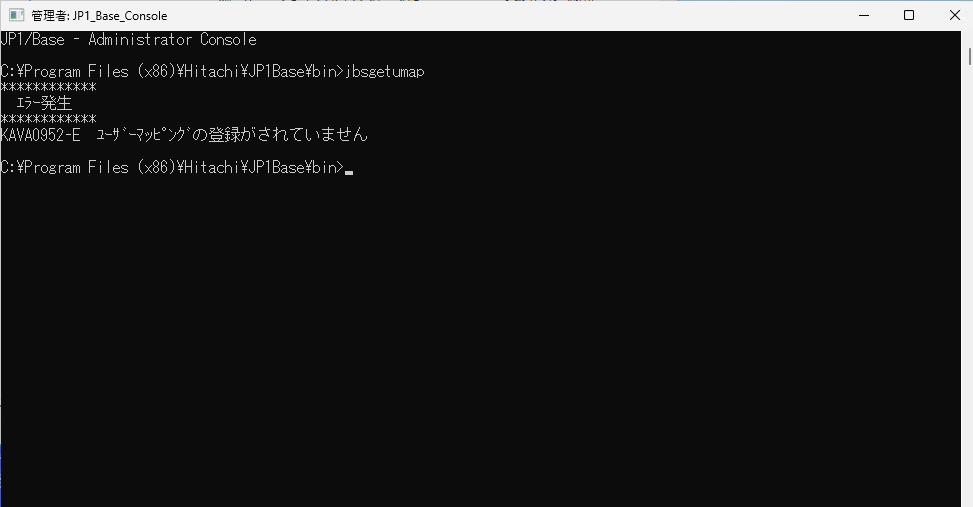 管理者: JP1_Base_Console
JP1/Base - Administrator Console
C:¥Program Files (x86)¥Hitachi¥JP1Base¥bin>jbsgetumap
************
ｴﾗｰ発生
************
KAVA0952-E ﾕｰｻﾞｰﾏｯﾋﾟﾝｸﾞの登録がされていません
C:¥Program Files (x86)¥Hitachi¥JP1Base¥bin>